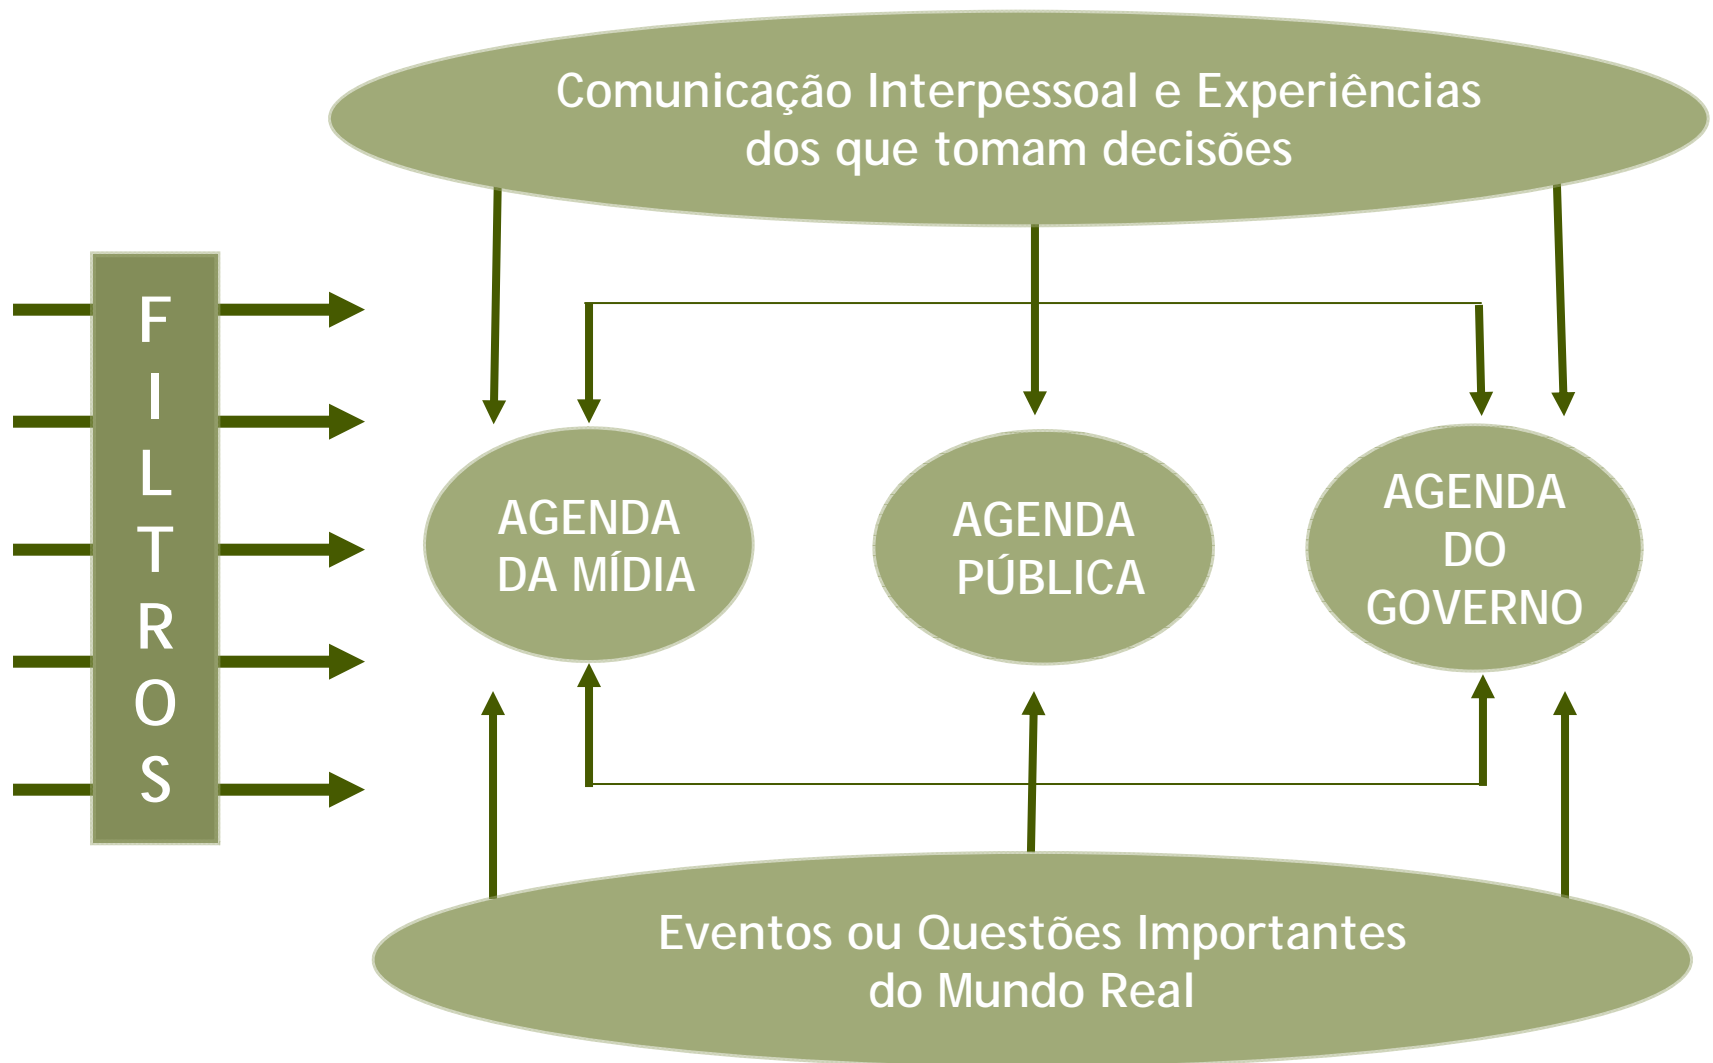 Comunicação Interpessoal e Experiências
dos que tomam decisões
F
I
L
T
R
O
S
AGENDA
DA MÍDIA
AGENDA
PÚBLICA
AGENDA
DO
GOVERNO
Eventos ou Questões Importantes
do Mundo Real